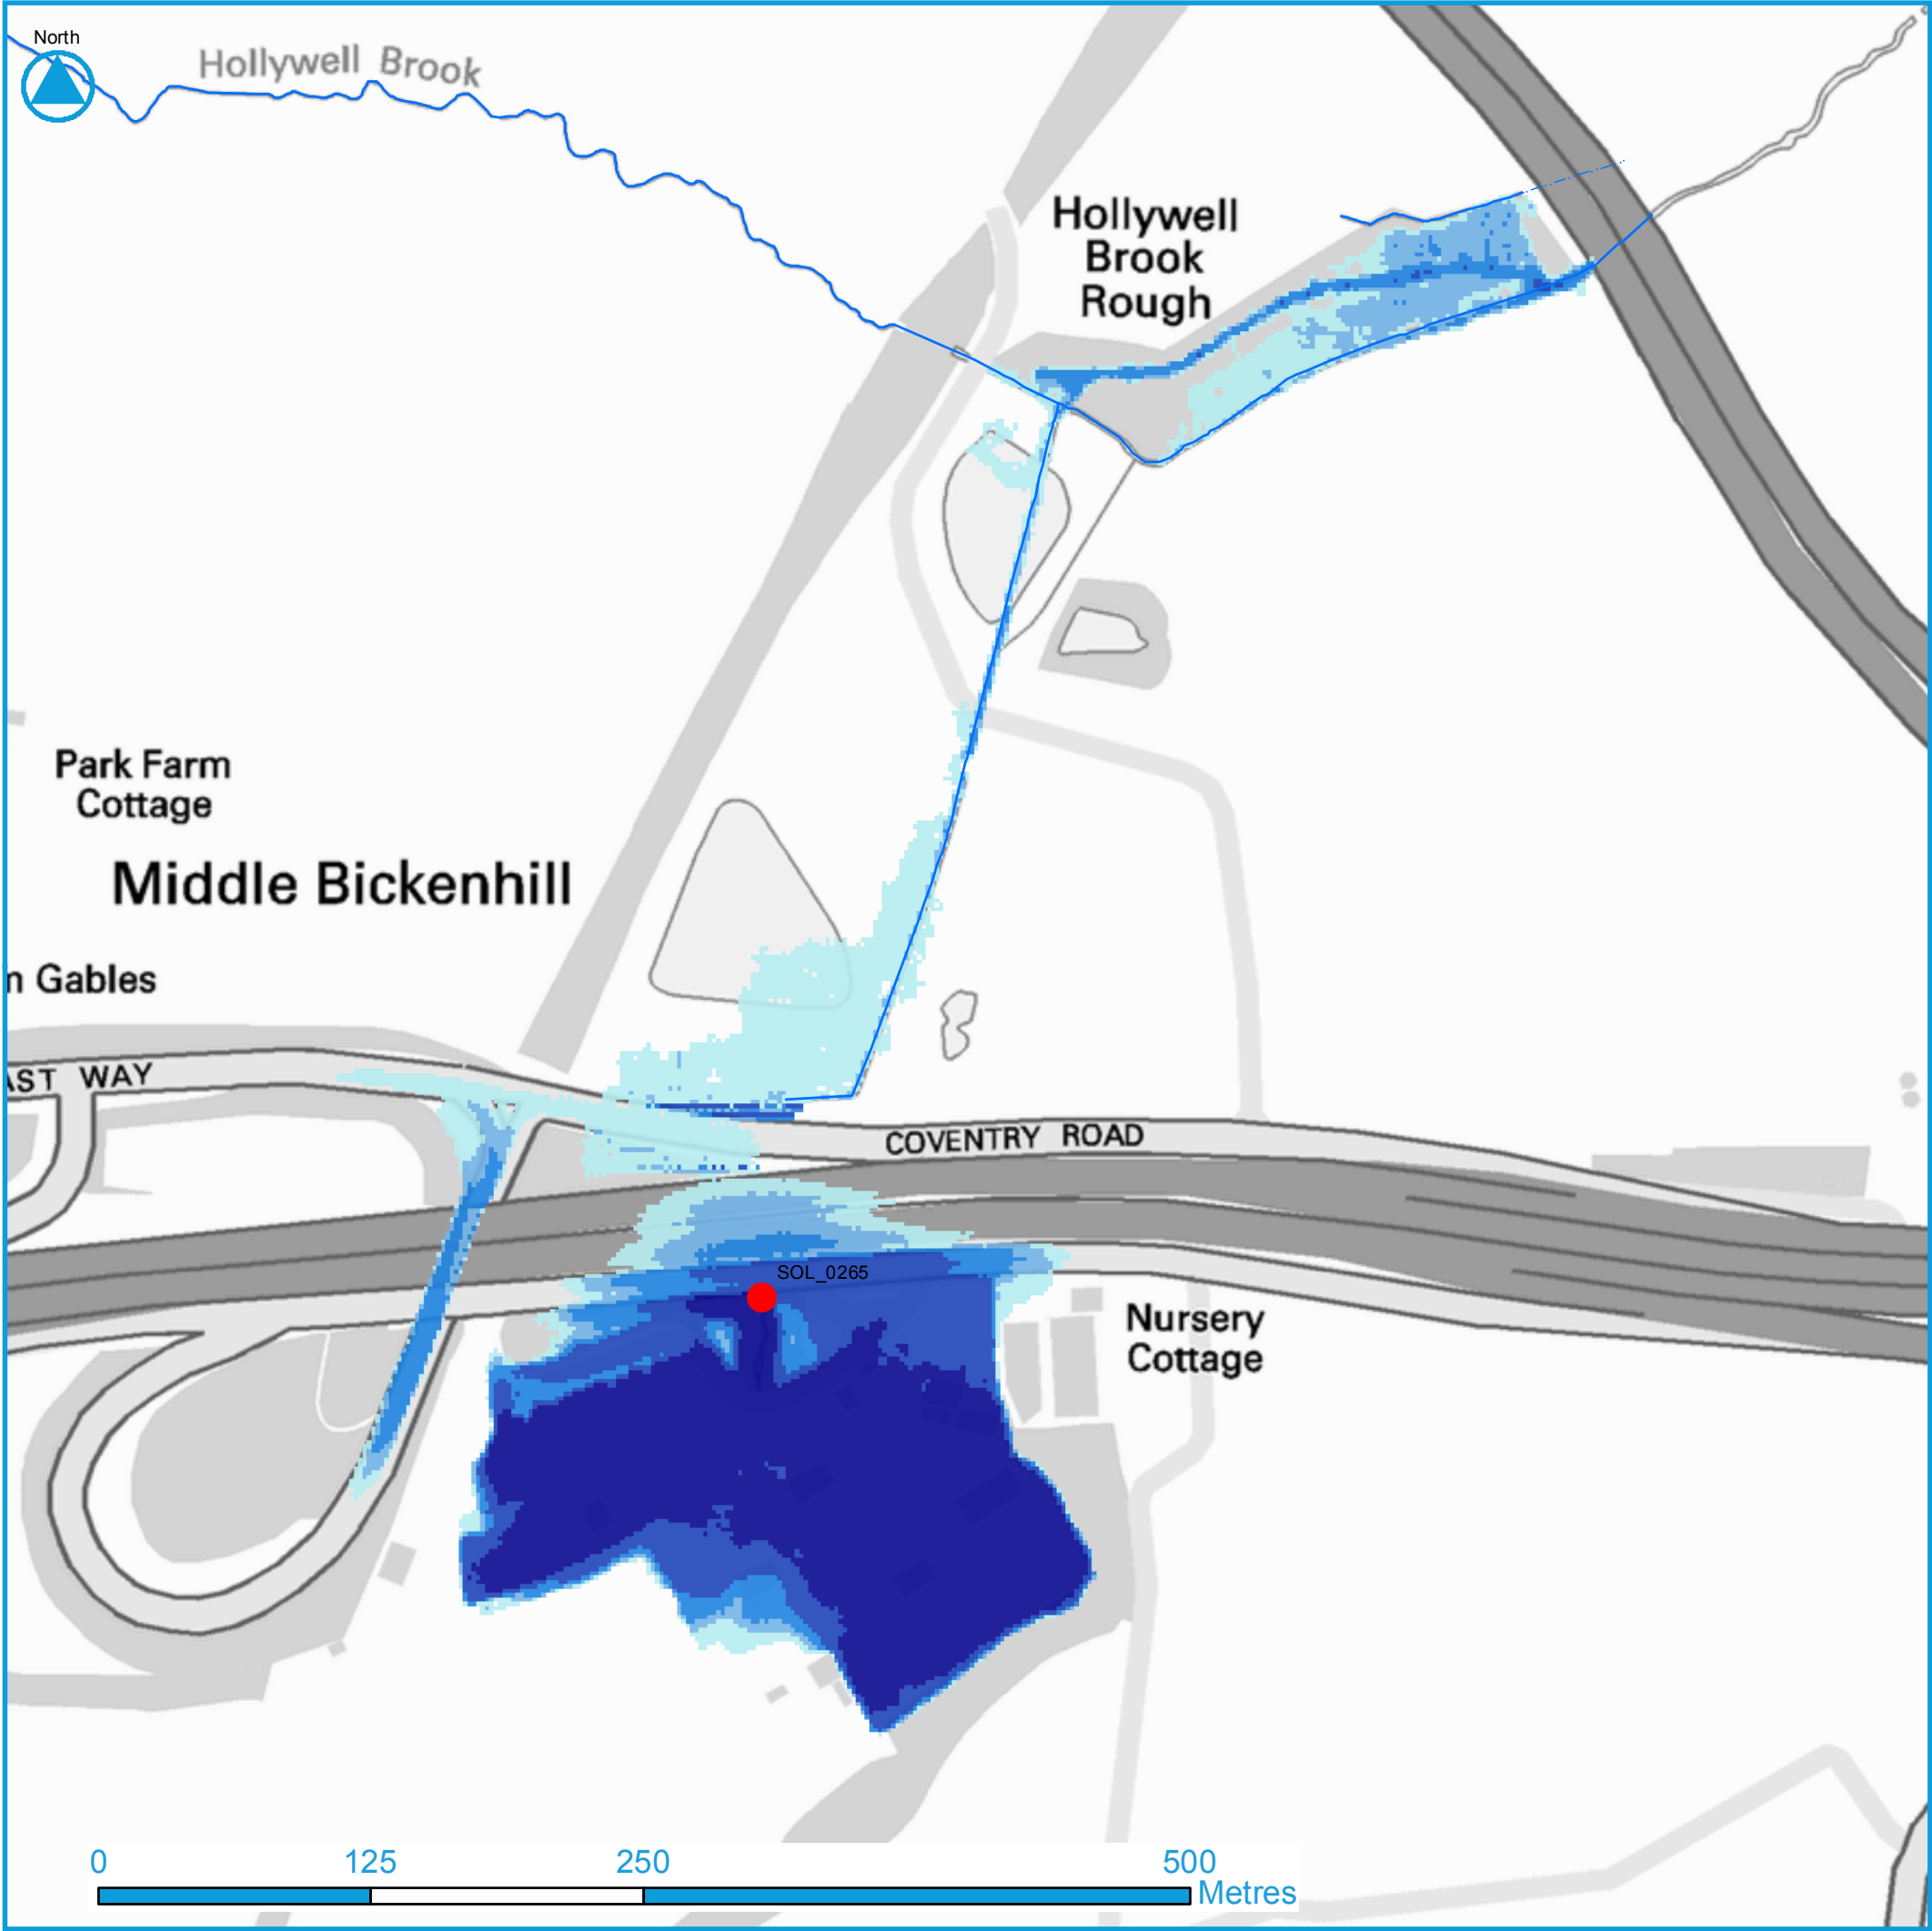 North
Hollywell Brook
Hollywell
Brook
Rough
Park Farm
Cottage
Middle Bickenhill
Gables
WAY
COVENTRY ROAD
SOL_0265
Nursery
Cottage
0 125 250 500
Metres